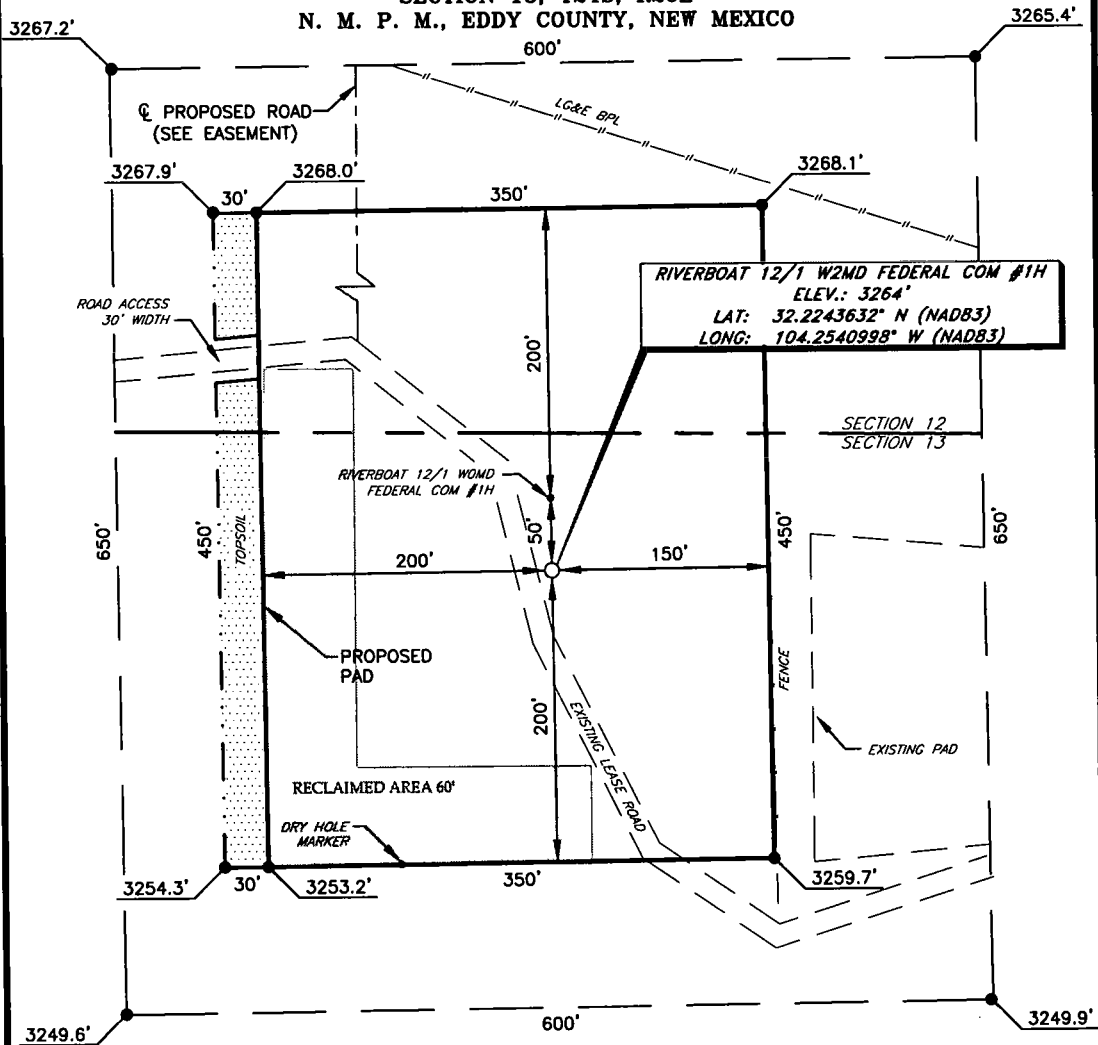 N. M. P. M., EDDY COUNTY, NEW MEXICO
3267.2'
3265.4'
600'
℄ PROPOSED ROAD
(SEE EASEMENT)
LG&E BPL
3267.9'
3268.0'
3268.1'
30'
350'
RIVERBOAT 12/1 W2MD FEDERAL COM #1H
ELEV.: 3264'
LAT: 32.2243632° N (NAD83)
LONG: 104.2540998° W (NAD83)
ROAD ACCESS
30' WIDTH
200'
SECTION 12
SECTION 13
RIVERBOAT 12/1 WOMD
FEDERAL COM #1H
650'
450'
TOPSOIL
50'
450'
650'
200'
150'
PROPOSED
PAD
FENCE
200'
EXISTING LEASE ROAD
EXISTING PAD
RECLAIMED AREA 60'
DRY HOLE
MARKER
3254.3'
30'
3253.2'
350'
3259.7'
3249.6'
600'
3249.9'